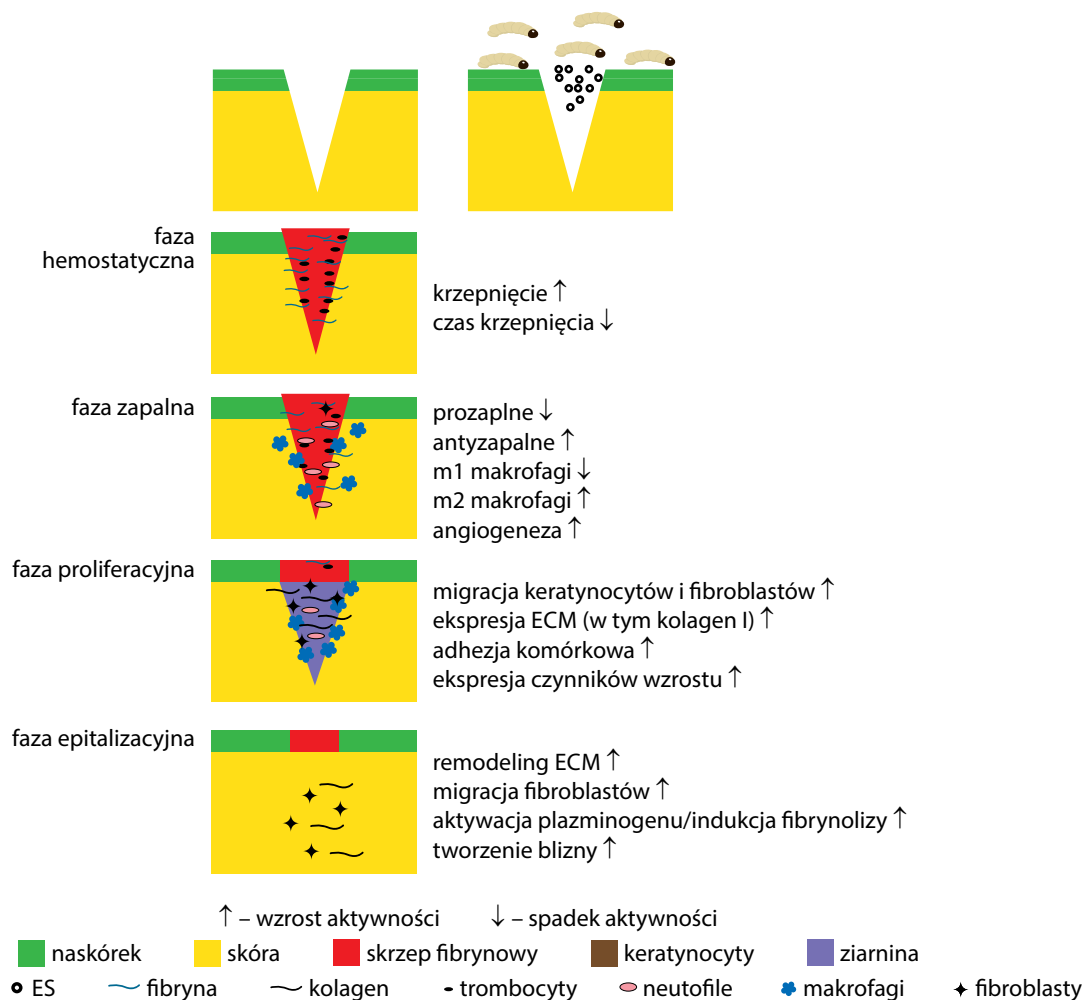 faza
hemostatyczna
krzepnięcie ↑
czas krzepnięcia ↓
faza zapalna
prozaplne ↓
antyzapalne ↑
m1 makrofagi ↓
m2 makrofagi ↑
angiogeneza ↑
faza proliferacyjna
migracja keratynocytów i fibroblastów ↑
ekspresja ECM (w tym kolagen I) ↑
adhezja komórkowa ↑
ekspresja czynników wzrostu ↑
faza epitalizacyjna
remodeling ECM ↑
migracja fibroblastów ↑
aktywacja plazminogenu/indukcja fibrynolizy ↑
tworzenie blizny ↑
↑ – wzrost aktywności ↓ – spadek aktywności
naskórek skóra skrzep fibrynowy keratynocyty ziarnina
ES fibryna kolagen trombocyty neutofile makrofagi fibroblasty